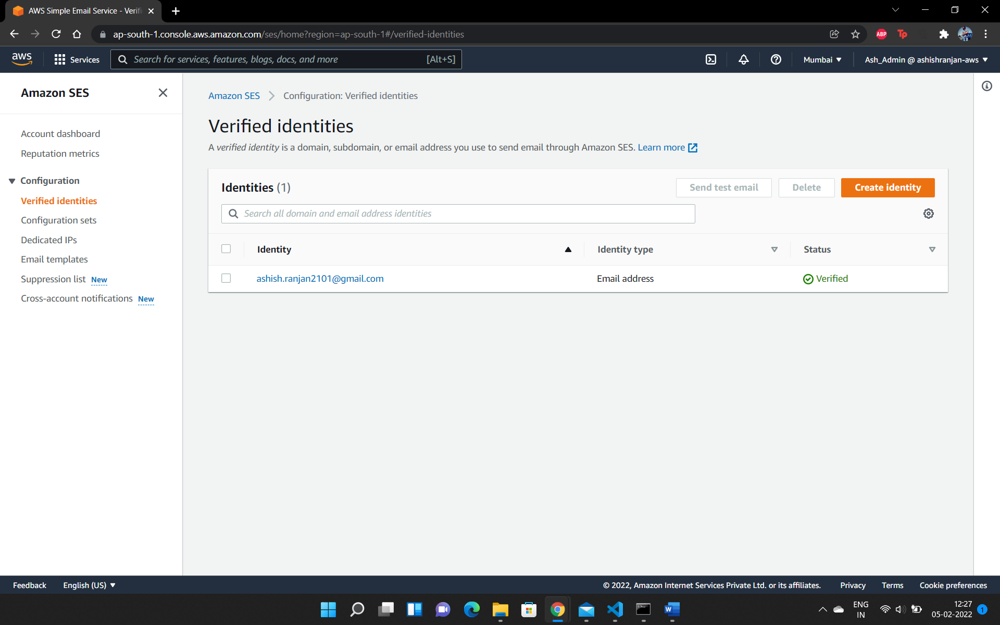 AWS Simple Email Service - Verifi
ap-south-1.console.aws.amazon.com/ses/home?region=ap-south-1#/verified-identities
ABP
Tp
aws
Services
Search for services, features, blogs, docs, and more [Alt+S]
Mumbai
Ash_Admin @ ashishranjan-aws
Amazon SES
Account dashboard
Reputation metrics
Configuration
Verified identities
Configuration sets
Dedicated IPs
Email templates
Suppression list New
Cross-account notifications New
Amazon SES Configuration: Verified identities
Verified identities
A verified identity is a domain, subdomain, or email address you use to send email through Amazon SES. Learn more
Identities (1)
Send test email
Delete
Create identity
Search all domain and email address identities
Identity Identity type Status
ashish.ranjan2101@gmail.com Email address Verified
Feedback English (US)
© 2022, Amazon Internet Services Private Ltd. or its affiliates. Privacy Terms Cookie preferences
W
ENG
IN
12:27
05-02-2022
1